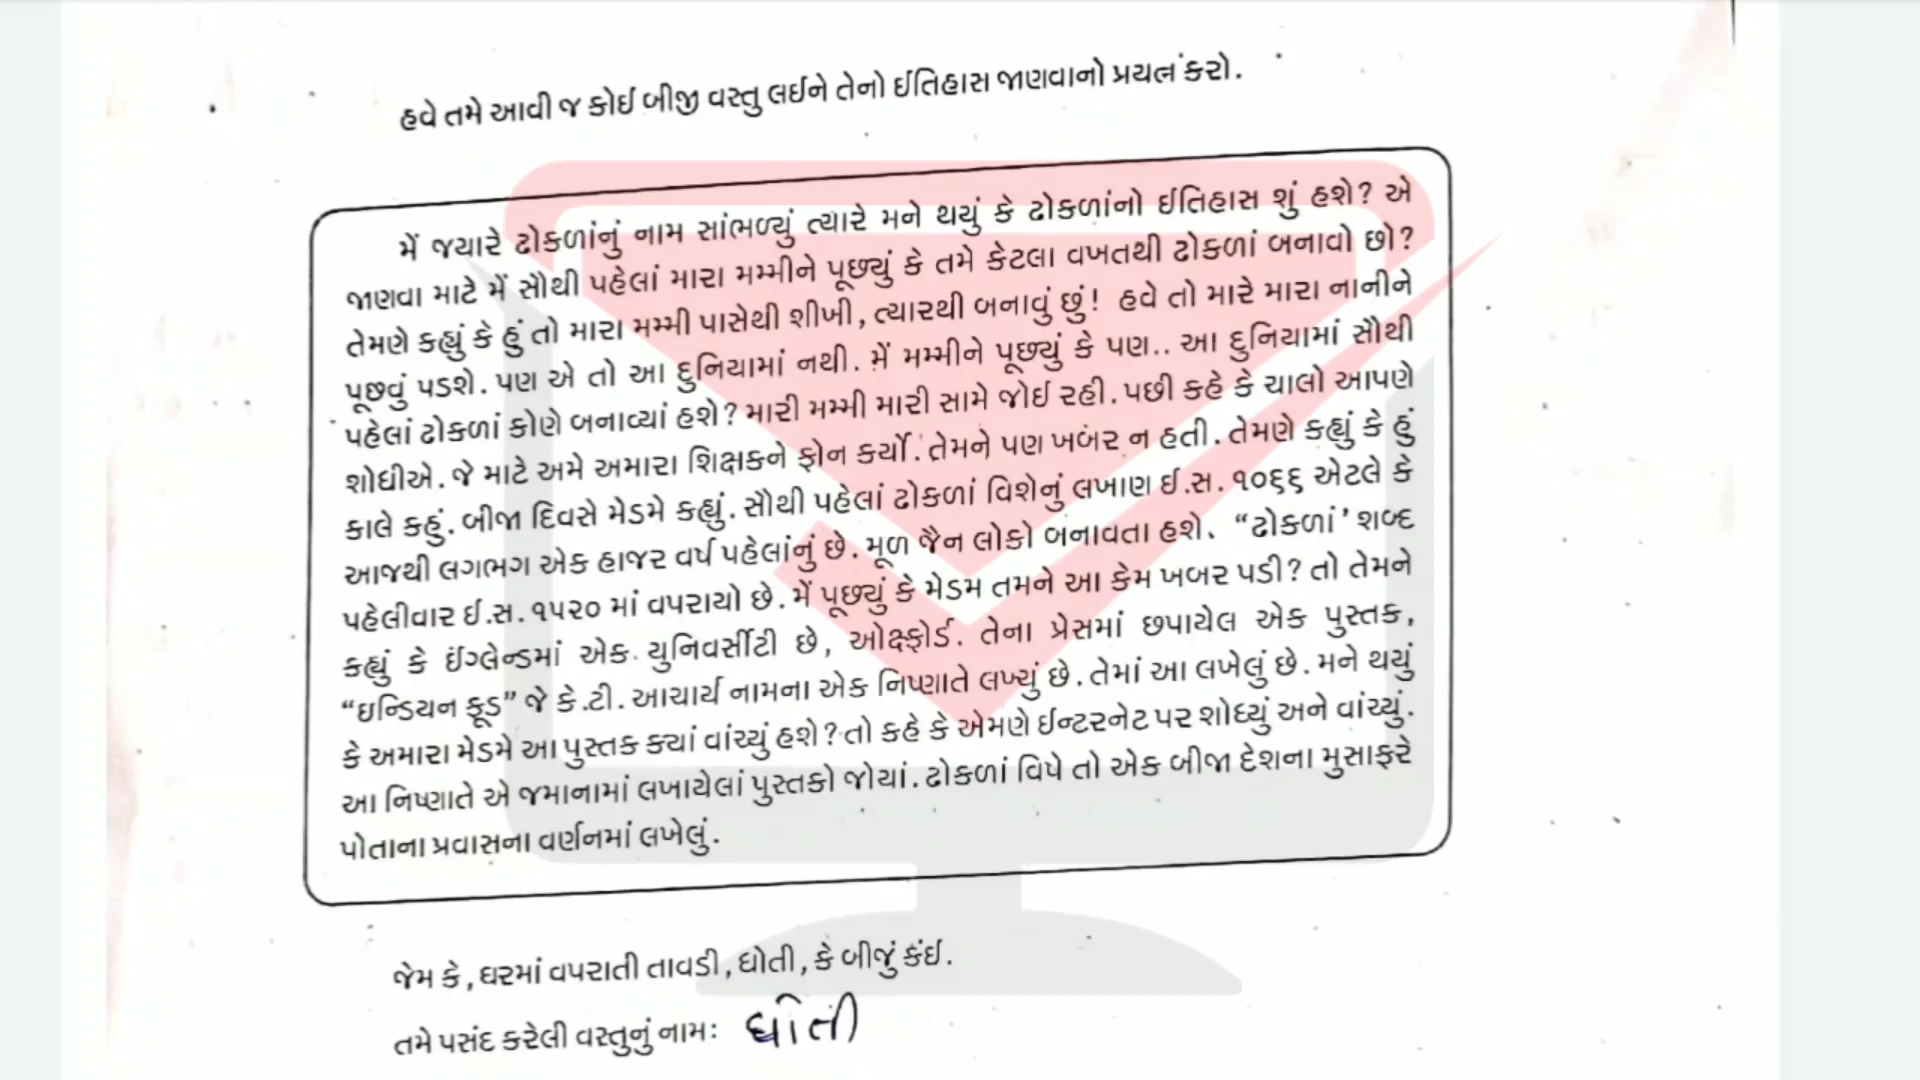 હવે તમે આવી જ કોઈ બીજી વસ્તુ લઈને તેનો ઈતિહાસ જાણવાનો પ્રયત્ન કરો.
મેં જયારે ઢોકળાંનું નામ સાંભળ્યું ત્યારે મને થયું કે ઢોકળાંનો ઈતિહાસ શું હશે? એ
જાણવા માટે મેં સૌથી પહેલાં મારા મમ્મીને પૂછ્યું કે તમે કેટલા વખતથી ઢોકળાં બનાવો છો?
તેમણે કહ્યું કે હું તો મારા મમ્મી પાસેથી શીખી, ત્યારથી બનાવું છું! હવે તો મારે મારા નાનીને
પૂછવું પડશે. પણ એ તો આ દુનિયામાં નથી. મેં મમ્મીને પૂછ્યું કે પણ.. આ દુનિયામાં સૌથી
પહેલાં ઢોકળાં કોણે બનાવ્યાં હશે? મારી મમ્મી મારી સામે જોઈ રહી. પછી કહે કે ચાલો આપણે
શોધીએ. જે માટે અમે અમારા શિક્ષકને ફોન કર્યો. તેમને પણ ખબર ન હતી. તેમણે કહ્યું કે હું
કાલે કહું. બીજા દિવસે મેડમે કહ્યું. સૌથી પહેલાં ઢોકળાં વિશેનું લખાણ ઈ.સ. ૧૦૬૬ એટલે કે
આજથી લગભગ એક હાજર વર્ષ પહેલાંનું છે. મૂળ જૈન લોકો બનાવતા હશે. “ઢોકળાં' શબ્દ
પહેલીવાર ઈ.સ. ૧૫૨૦ માં વપરાયો છે. મેં પૂછ્યું કે મેડમ તમને આ કેમ ખબર પડી? તો તેમને
કહ્યું કે ઈંગ્લેન્ડમાં એક યુનિવર્સીટી છે, ઓક્ષ્ફોર્ડ. તેના પ્રેસમાં છપાયેલ એક પુસ્તક,
“ઇન્ડિયન ફૂડ” જે કે.ટી. આચાર્ય નામના એક નિષ્ણાતે લખ્યું છે. તેમાં આ લખેલું છે. મને થયું
કે અમારા મેડમે આ પુસ્તક ક્યાં વાંચ્યું હશે? તો કહે કે એમણે ઈન્ટરનેટ પર શોધ્યું અને વાંચ્યું.
આ નિષ્ણાતે એ જમાનામાં લખાયેલાં પુસ્તકો જોયાં. ઢોકળાં વિષે તો એક બીજા દેશના મુસાફરે
પોતાના પ્રવાસના વર્ણનમાં લખેલું.
જેમ કે, ઘરમાં વપરાતી તાવડી, ધોતી, કે બીજું કંઈ.
તમે પસંદ કરેલી વસ્તુનું નામઃ ધોતી